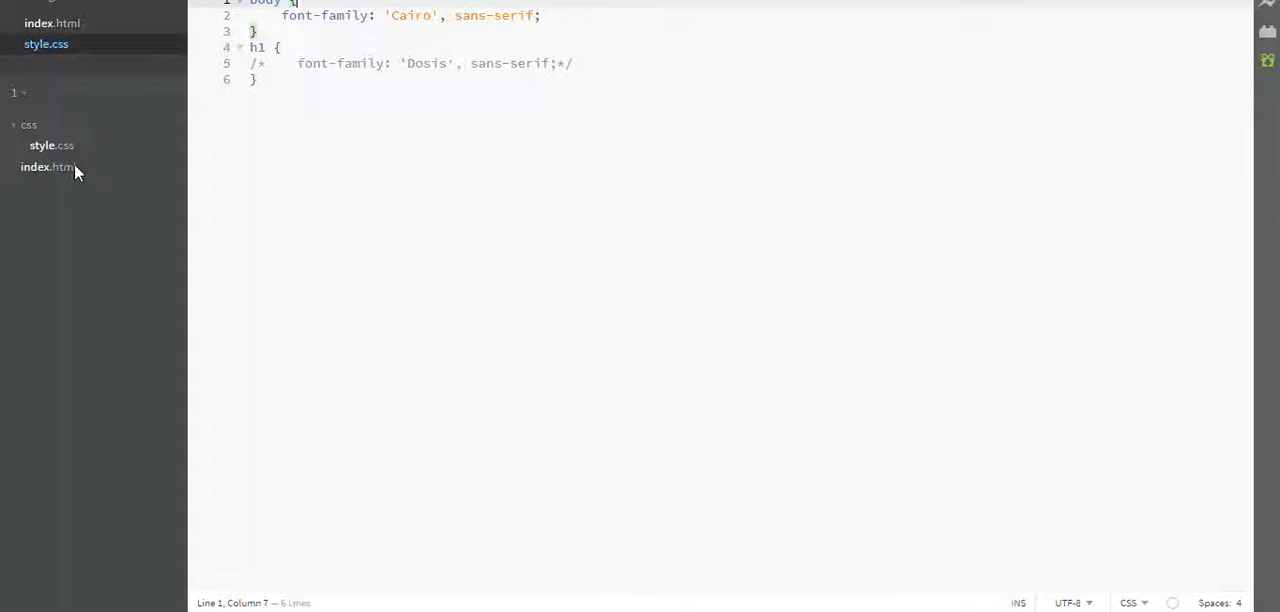 index.html
style.css
1
css
style.css
index.html
1 body {
2 font-family: 'Cairo', sans-serif;
3 }
4 h1 {
5 /* font-family: 'Dosis', sans-serif;*/
6 }
Line 1, Column 7 — 6 Lines
INS
UTF-8
CSS
Spaces: 4